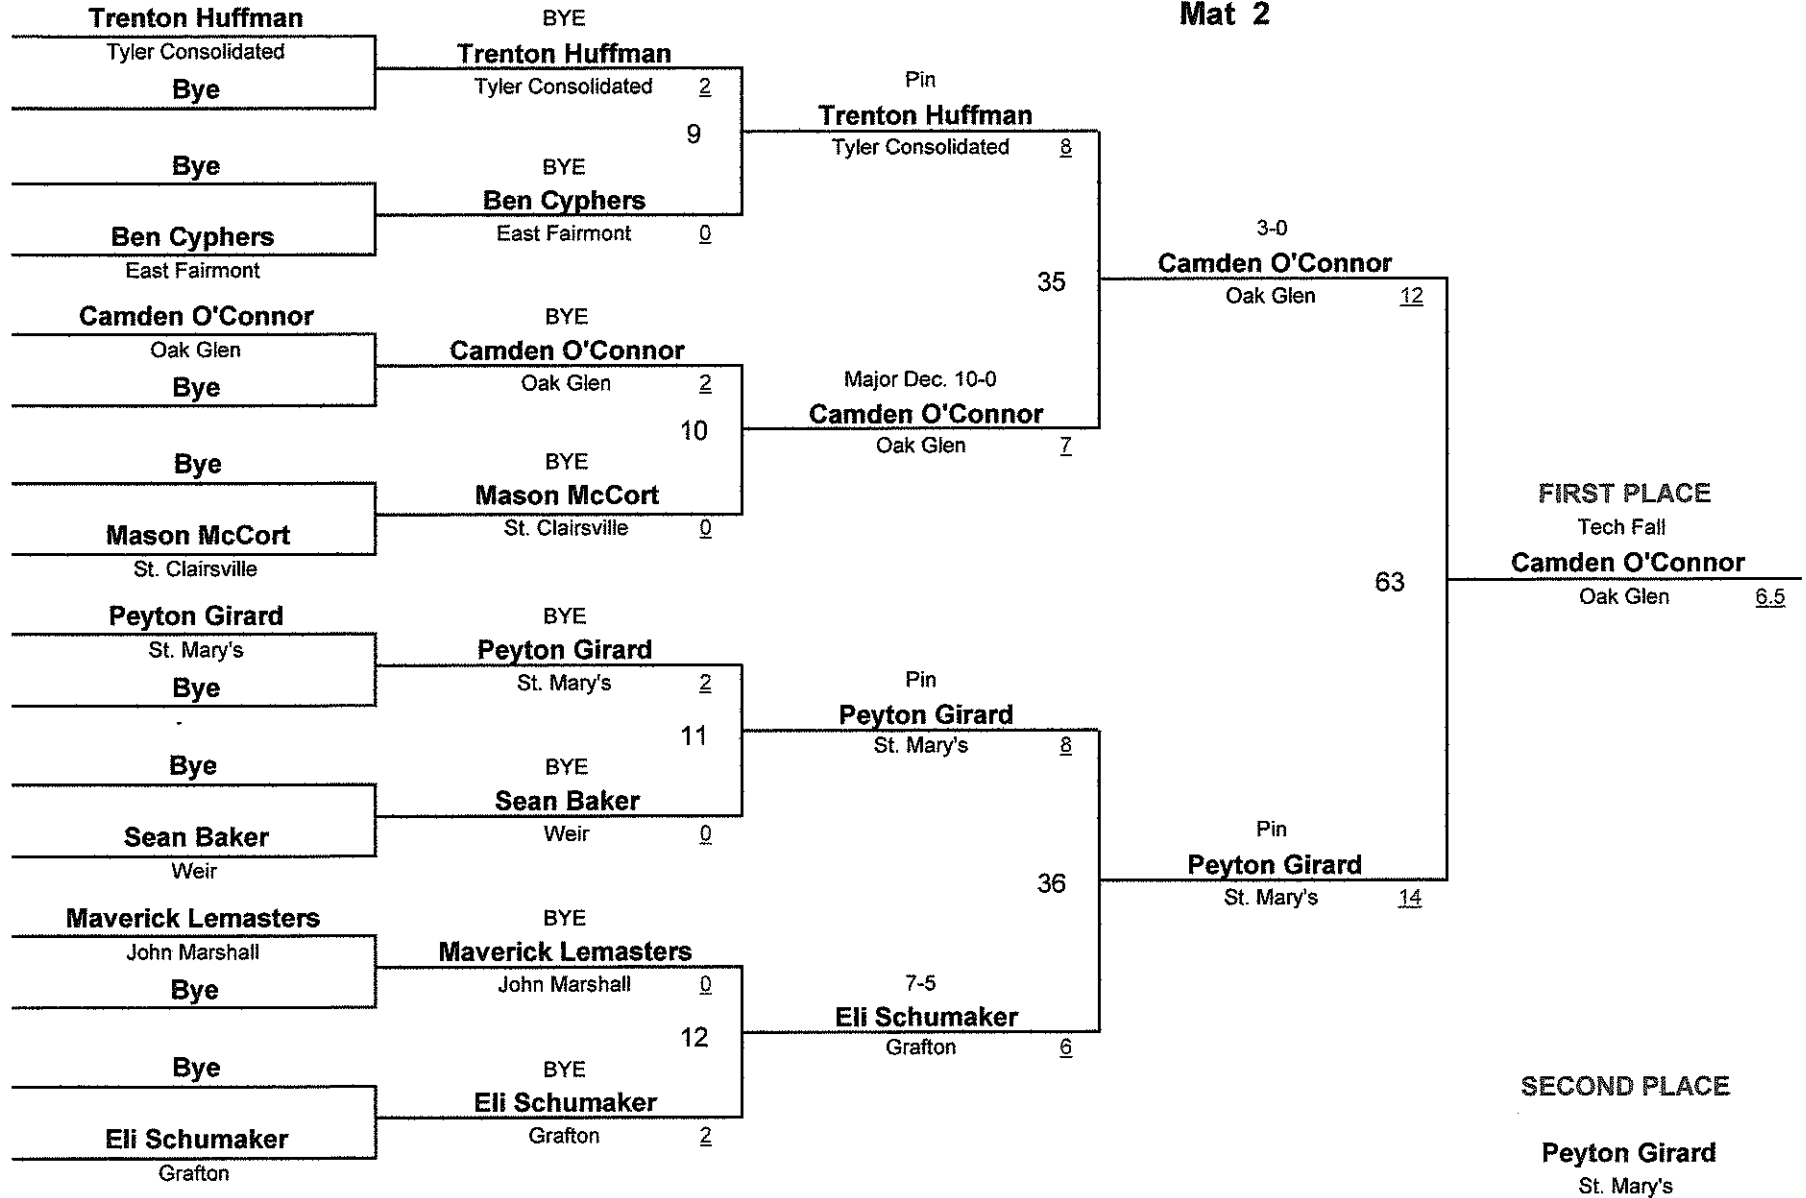 Mat 2
Trenton Huffman
Tyler Consolidated
Bye
Bye
Ben Cyphers
East Fairmont
Camden O'Connor
Oak Glen
Bye
Bye
Mason McCort
St. Clairsville
Peyton Girard
St. Mary's
Bye
Bye
Sean Baker
Weir
Maverick Lemasters
John Marshall
Bye
Bye
Eli Schumaker
Grafton
BYE
Trenton Huffman
Tyler Consolidated 2
9
BYE
Ben Cyphers
East Fairmont 0
BYE
Camden O'Connor
Oak Glen 2
10
BYE
Mason McCort
St. Clairsville 0
BYE
Peyton Girard
St. Mary's 2
11
BYE
Sean Baker
Weir 0
BYE
Maverick Lemasters
John Marshall 0
12
BYE
Eli Schumaker
Grafton 2
Pin
Trenton Huffman
Tyler Consolidated 8
35
Major Dec. 10-0
Camden O'Connor
Oak Glen 7
Pin
Peyton Girard
St. Mary's 8
36
7-5
Eli Schumaker
Grafton 6
3-0
Camden O'Connor
Oak Glen 12
63
Pin
Peyton Girard
St. Mary's 14
FIRST PLACE
Tech Fall
Camden O'Connor
Oak Glen 6.5
SECOND PLACE
Peyton Girard
St. Mary's